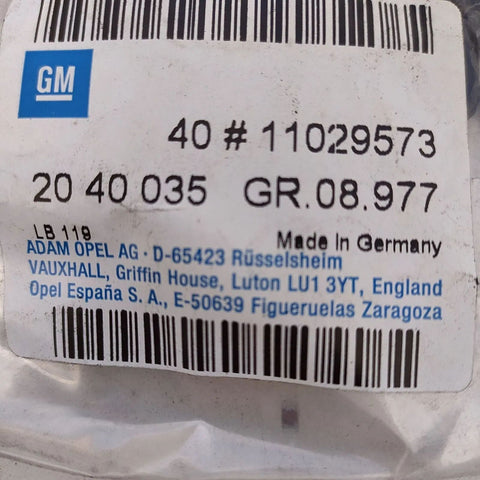 GM
40 # 11029573
20 40 035 GR.08.977
LB 119 Made In Germany
ADAM OPEL AG · D-65423 Rüsselsheim
VAUXHALL, Griffin House, Luton LU1 3YT, England
Opel España S. A., E-50639 Figueruelas Zaragoza